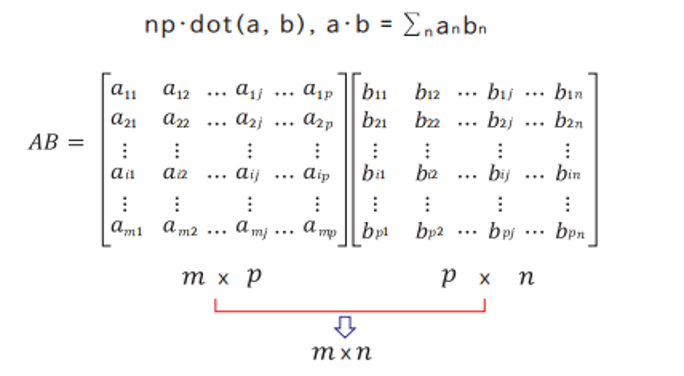 np·dot(a, b), a·b = ∑ₙaₙbₙ
a₁₁ a₁₂ … a₁ⱼ … a₁ₚ b₁₁ b₁₂ … b₁ⱼ … b₁ₙ
a₂₁ a₂₂ … a₂ⱼ … a₂ₚ b₂₁ b₂₂ … b₂ⱼ … b₂ₙ
AB =
⋮ ⋮ ⋮ ⋮ ⋮ ⋮ ⋮ ⋮
aᵢ₁ aᵢ₂ … aᵢⱼ … aᵢₚ bᵢ₁ bᵢ₂ … bᵢⱼ … bᵢₙ
⋮ ⋮ ⋮ ⋮ ⋮ ⋮ ⋮ ⋮
aₘ₁ aₘ₂ … aₘⱼ … aₘₚ bₚ₁ bₚ₂ … bₚⱼ … bₚₙ
m x p p x n
m x n